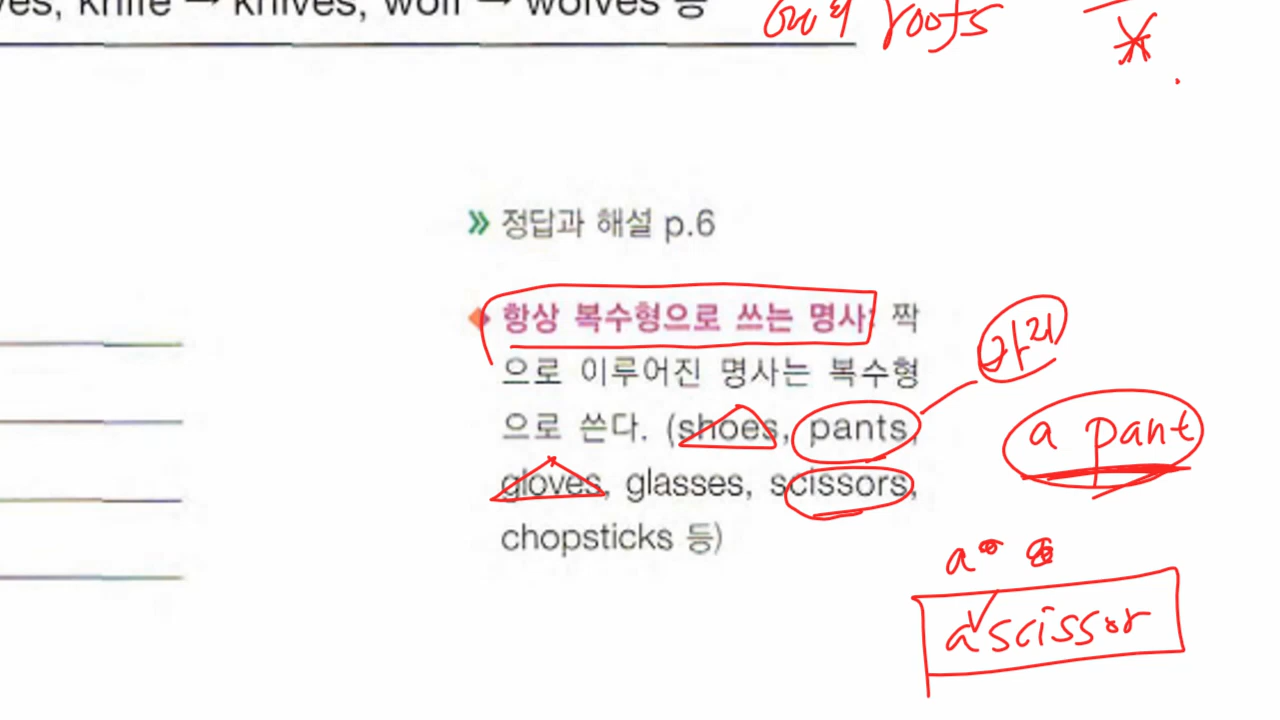 ves, knife → knives, wolf → wolves 등
roofs
» 정답과 해설 p.6
항상 복수형으로 쓰는 명사: 짝
으로 이루어진 명사는 복수형
으로 쓴다. (shoes, pants,
gloves, glasses, scissors,
chopsticks 등)
a pant
a
a scissor